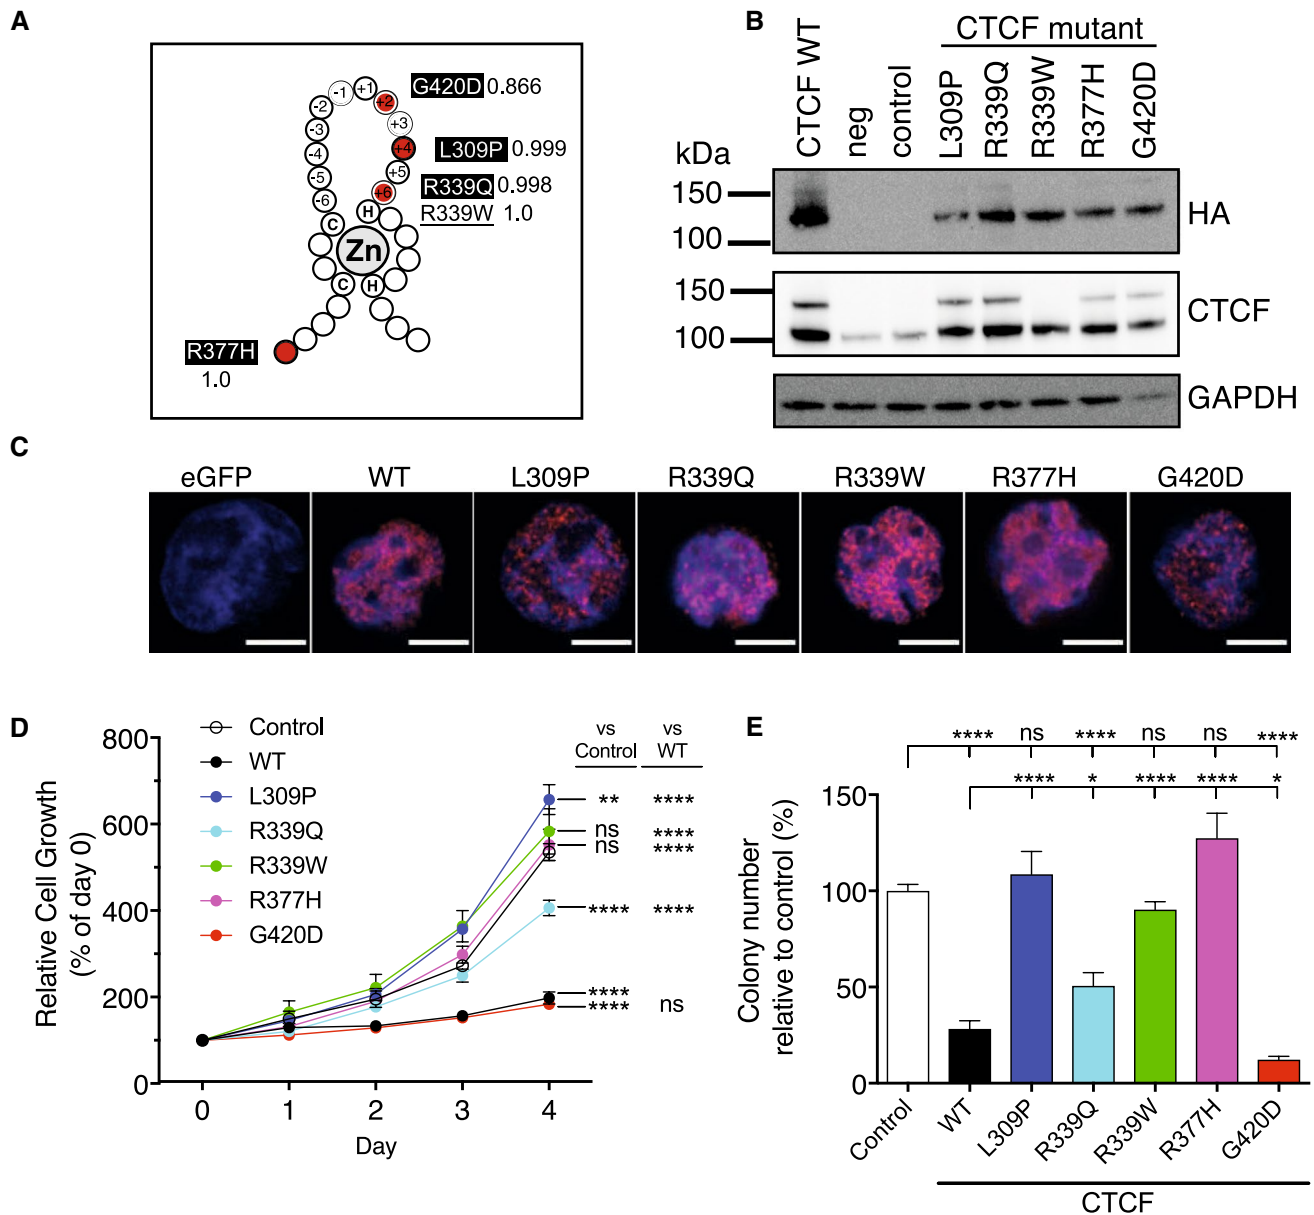 A
-2
-1
+1
+2
-3
+3
-4
+4
-5
+5
-6
+6
C
H
Zn
C
H
G420D 0.866
L309P 0.999
R339Q 0.998
R339W 1.0
R377H
1.0
B
CTCF WT
neg
control
CTCF mutant
L309P
R339Q
R339W
R377H
G420D
kDa
150
100
HA
150
100
CTCF
GAPDH
C
eGFP
WT
L309P
R339Q
R339W
R377H
G420D
D
Relative Cell Growth
(% of day 0)
800
600
400
200
0
0 1 2 3 4
Day
Control
WT
L309P
R339Q
R339W
R377H
G420D
vs
Control
vs
WT
** ****
ns ****
ns ****
**** ****
****
**** ns
E
**** ns **** ns ns ****
**** * **** **** *
Colony number
relative to control (%)
150
100
50
0
Control
WT
L309P
R339Q
R339W
R377H
G420D
CTCF